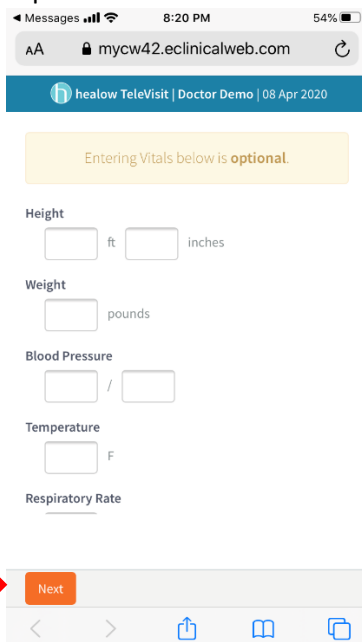 Messages 8:20 PM 54%
AA mycw42.eclinicalweb.com
h healow TeleVisit | Doctor Demo | 08 Apr 2020
Entering Vitals below is optional.
Height
ft inches
Weight
pounds
Blood Pressure
/
Temperature
F
Respiratory Rate
Next